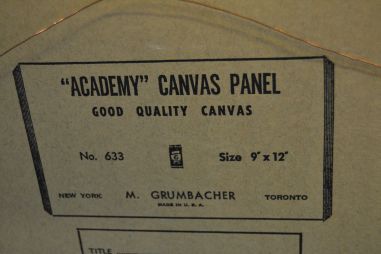 "ACADEMY" CANVAS PANEL
GOOD QUALITY CANVAS
No. 633 Size 9" x 12"
NEW YORK M. GRUMBACHER TORONTO
MADE IN U. S. A.
TITLE